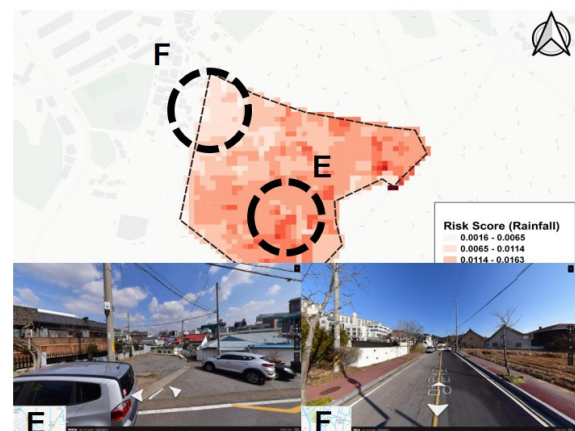 F
E
Risk Score (Rainfall)
0.0016 - 0.0065
0.0065 - 0.0114
0.0114 - 0.0163
E
F